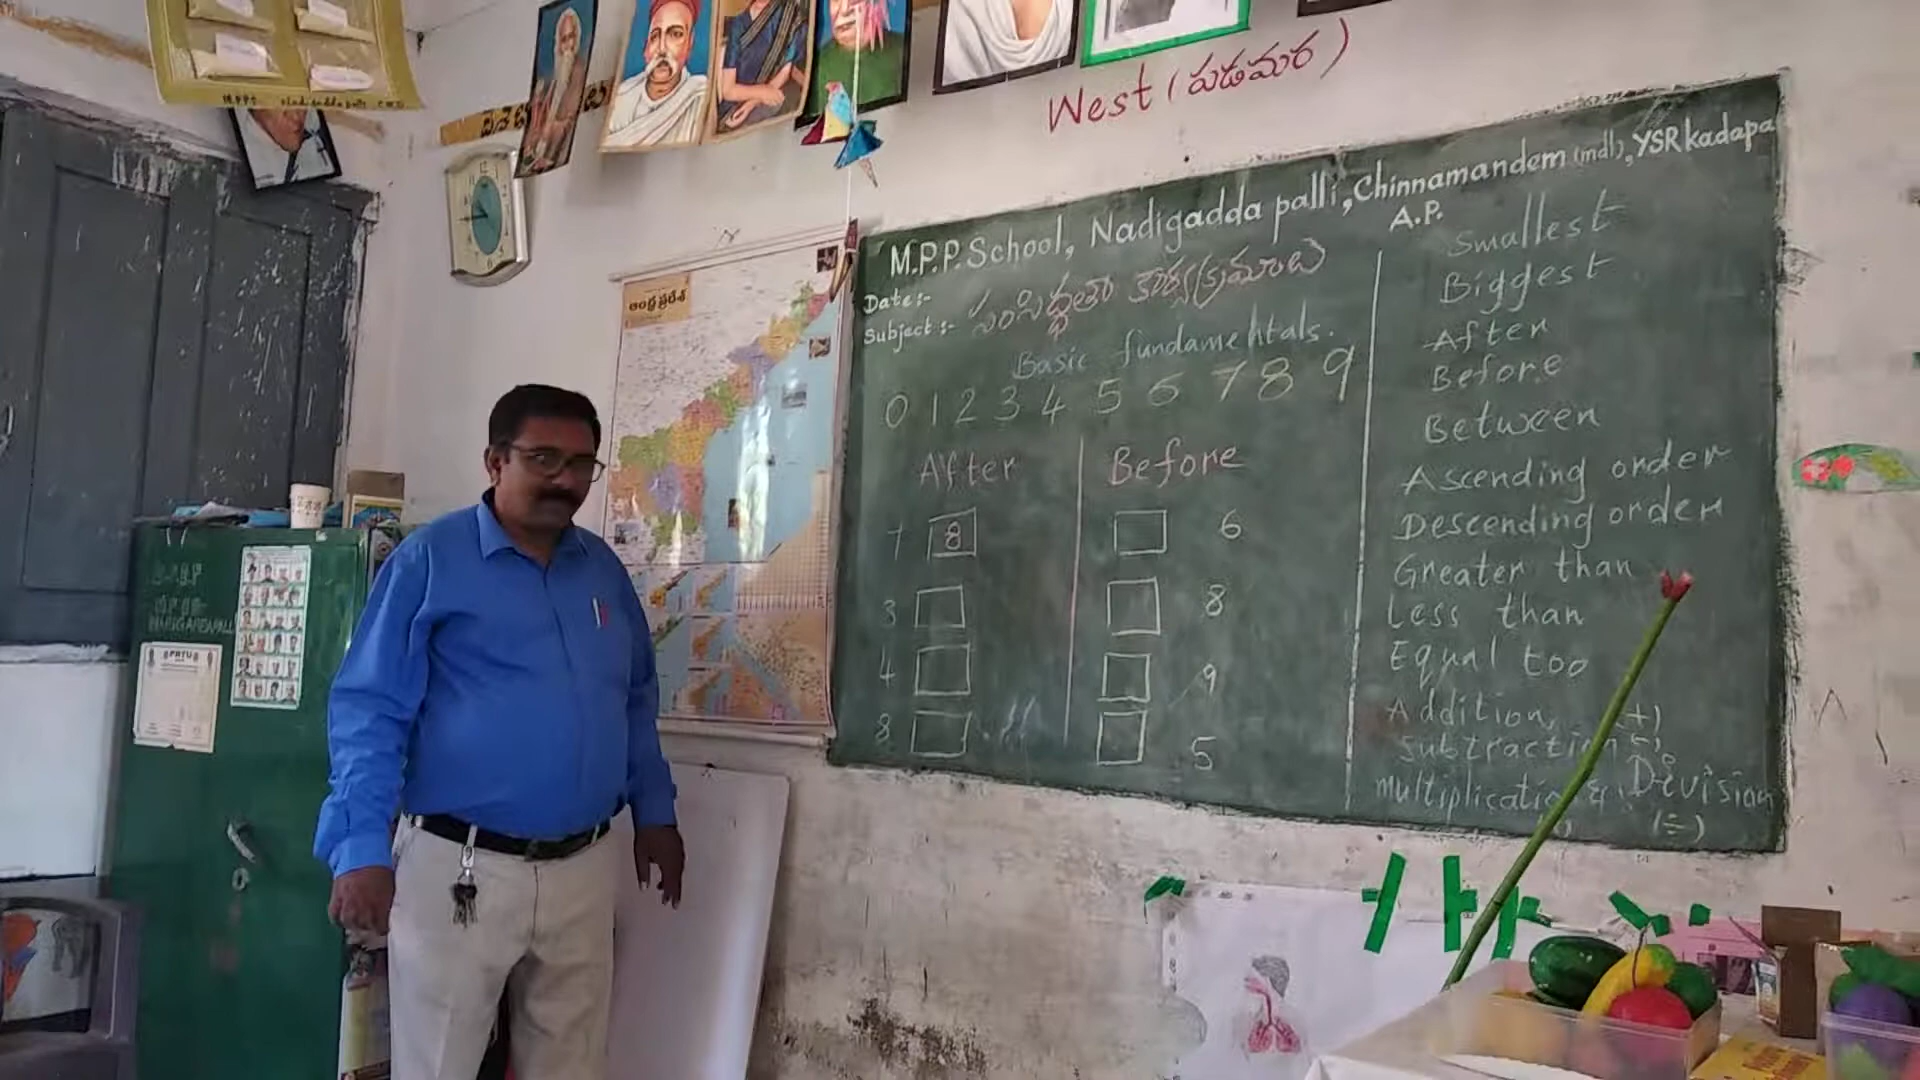 West (పడమర)
M.P.P. School, Nadigadda palli, Chinnamandem (mdl), YSR kadapa
A.P.
Date:-
Subject:-
సంసిద్ధతా కార్యక్రమాలు
Basic fundamentals.
0 1 2 3 4 5 6 7 8 9
After
Before
7 8
6
3
8
4
9
8
5
Smallest
Biggest
After
Before
Between
Ascending order
Descending order
Greater than
Less than
Equal too
Addition, (+)
Subtraction (-)
multiplication & Division
(÷)
ఆంధ్ర ప్రదేశ్
PRTU